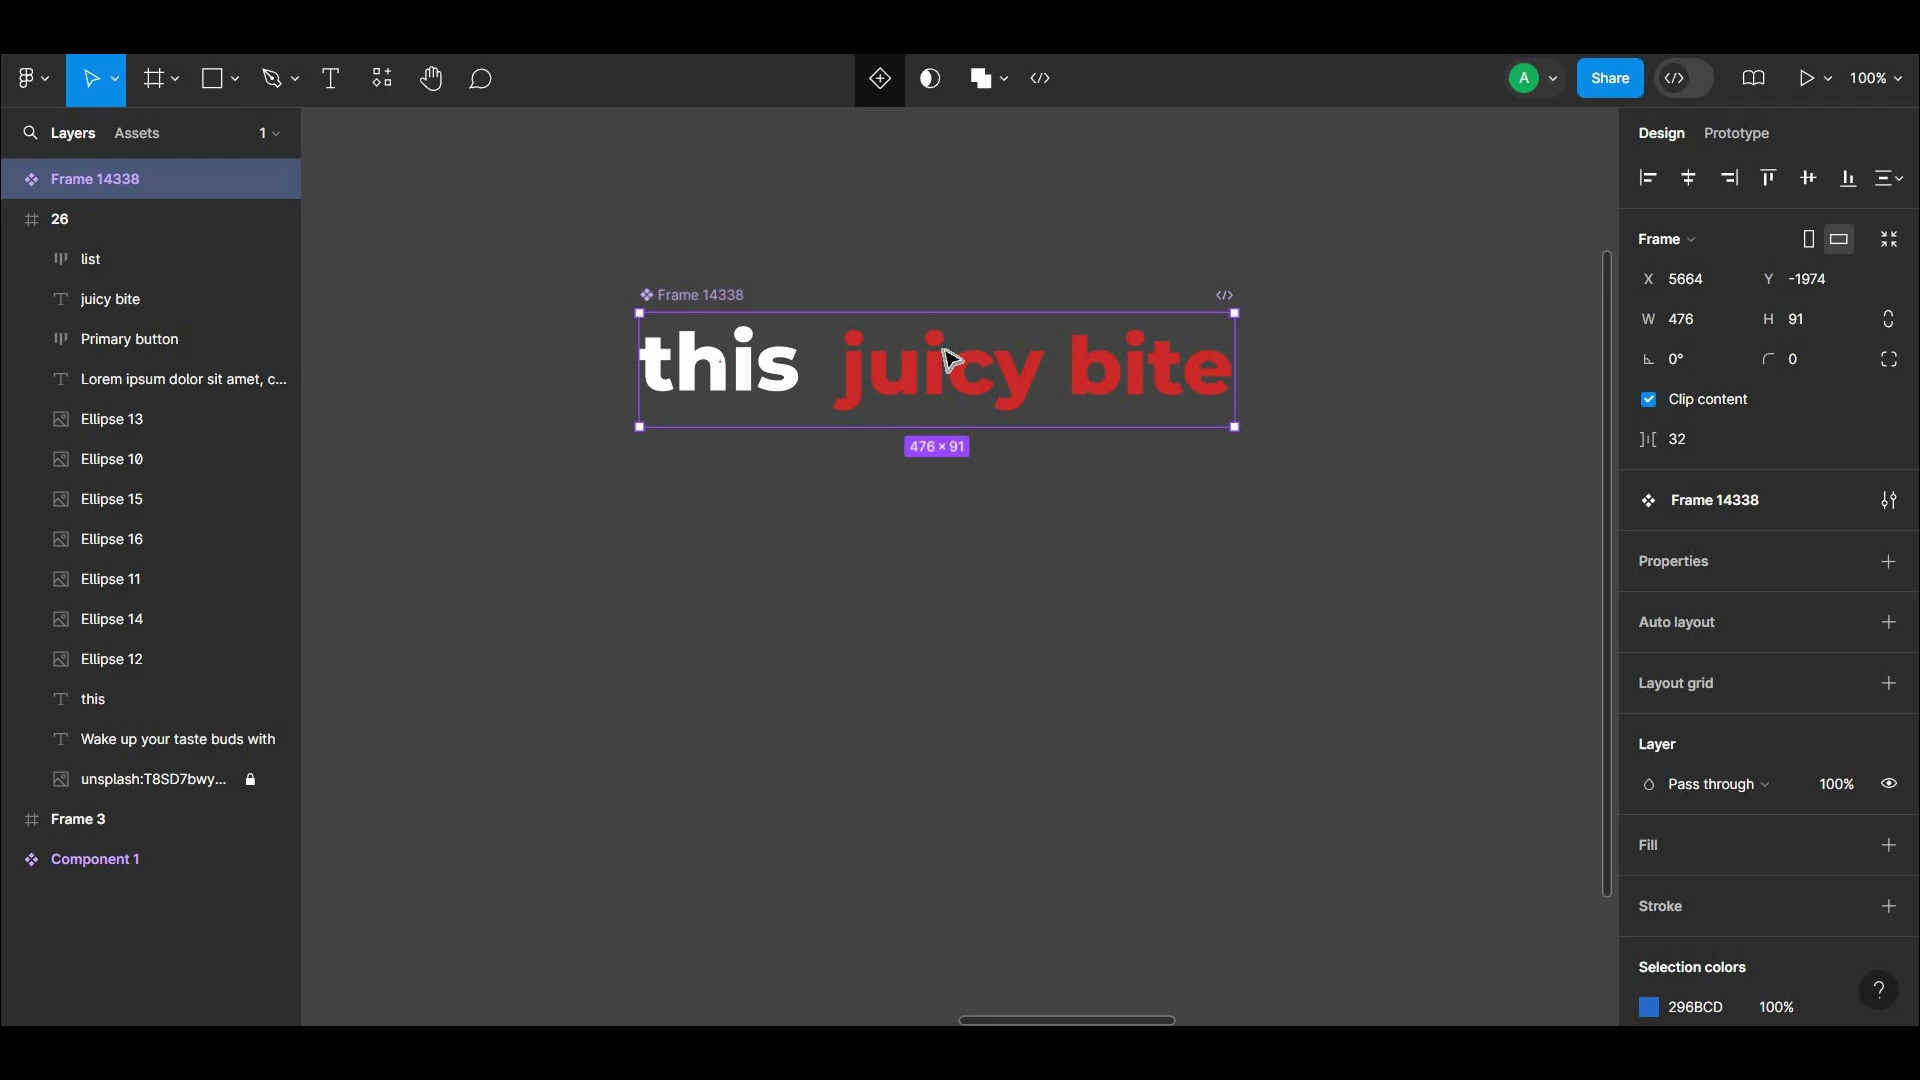 A
Share
100%
Layers
Assets
1
Design
Prototype
Frame 14338
26
list
juicy bite
Primary button
Lorem ipsum dolor sit amet, c...
Ellipse 13
Ellipse 10
Ellipse 15
Ellipse 16
Ellipse 11
Ellipse 14
Ellipse 12
this
Wake up your taste buds with
unsplash:T8SD7bwy...
Frame 3
Component 1
Frame 14338
this juicy bite
476 × 91
Frame
X 5664
Y -1974
W 476
H 91
0°
0
Clip content
32
Frame 14338
Properties
Auto layout
Layout grid
Layer
Pass through
100%
Fill
Stroke
Selection colors
296BCD
100%
?